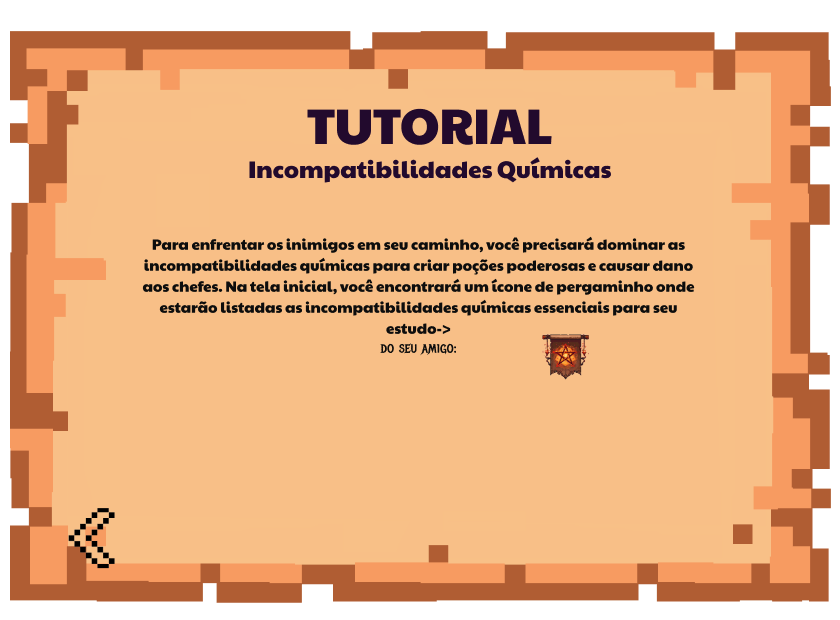 TUTORIAL
Incompatibilidades Químicas
Para enfrentar os inimigos em seu caminho, você precisará dominar as
incompatibilidades químicas para criar poções poderosas e causar dano
aos chefes. Na tela inicial, você encontrará um ícone de pergaminho onde
estarão listadas as incompatibilidades químicas essenciais para seu
estudo->
DO SEU AMIGO: